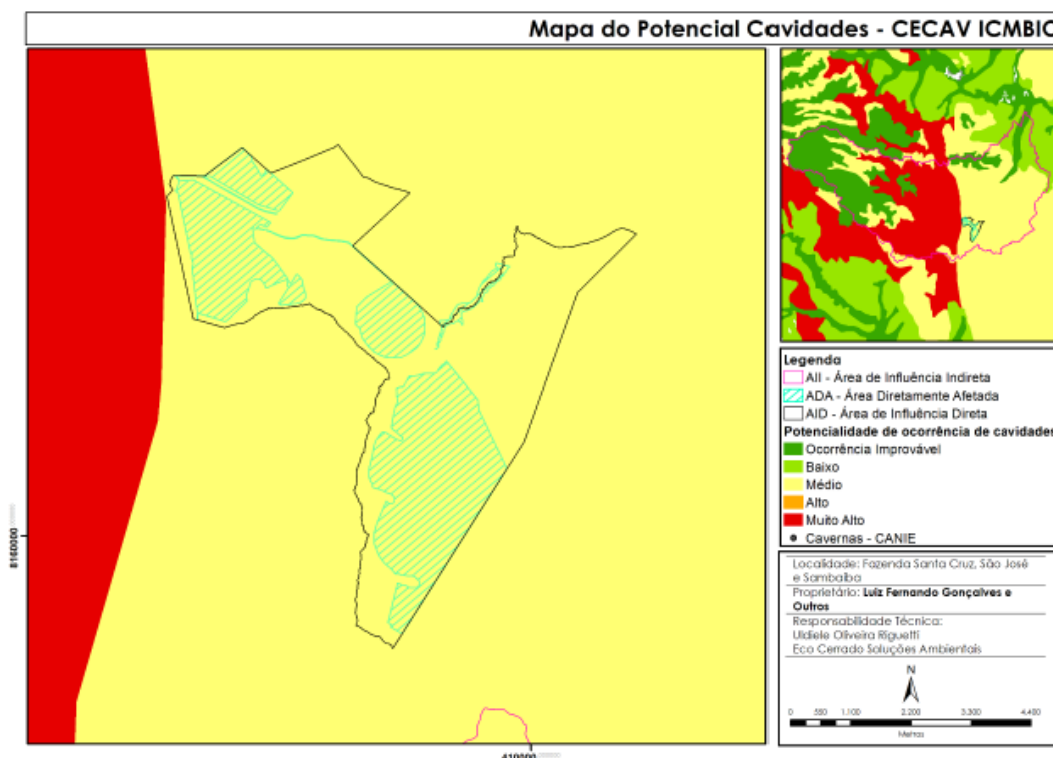 Mapa do Potencial Cavidades - CECAV ICMBIO
Legenda
AII - Área de Influência Indireta
ADA - Área Diretamente Afetada
AID - Área de Influência Direta
Potencialidade de ocorrência de cavidades
Ocorrência Improvável
Baixo
Médio
Alto
Muito Alto
Cavernas - CANIE
8160000
Localidade: Fazenda Santa Cruz, São José
e Sambaíba
Proprietário: Luiz Fernando Gonçalves e
Outros
Responsabilidade Técnica:
Uldiele Oliveira Riguetti
Eco Cerrado Soluções Ambientais
N
0 550 1.100 2.200 3.300 4.400
Metros
410000